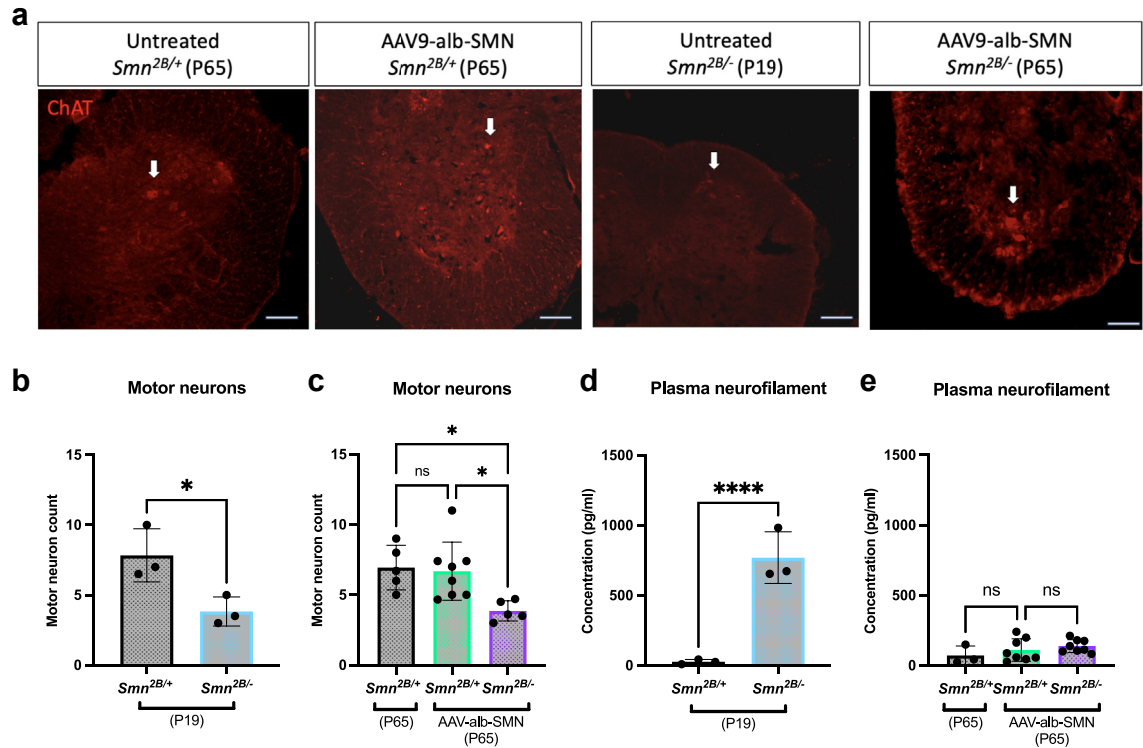 a
Untreated
Smn2B/+ (P65)
AAV9-alb-SMN
Smn2B/+ (P65)
Untreated
Smn2B/- (P19)
AAV9-alb-SMN
Smn2B/- (P65)
ChAT
b
Motor neurons
Motor neuron count
15
10
5
0
*
Smn2B/+
Smn2B/-
(P19)
c
Motor neurons
Motor neuron count
15
10
5
0
*
ns
*
Smn2B/+
Smn2B/+
Smn2B/-
(P65)
AAV-alb-SMN
(P65)
d
Plasma neurofilament
Concentration (pg/ml)
1500
1000
500
0
****
Smn2B/+
Smn2B/-
(P19)
e
Plasma neurofilament
Concentration (pg/ml)
1500
1000
500
0
ns
ns
Smn2B/+
Smn2B/+
Smn2B/-
(P65)
AAV-alb-SMN
(P65)